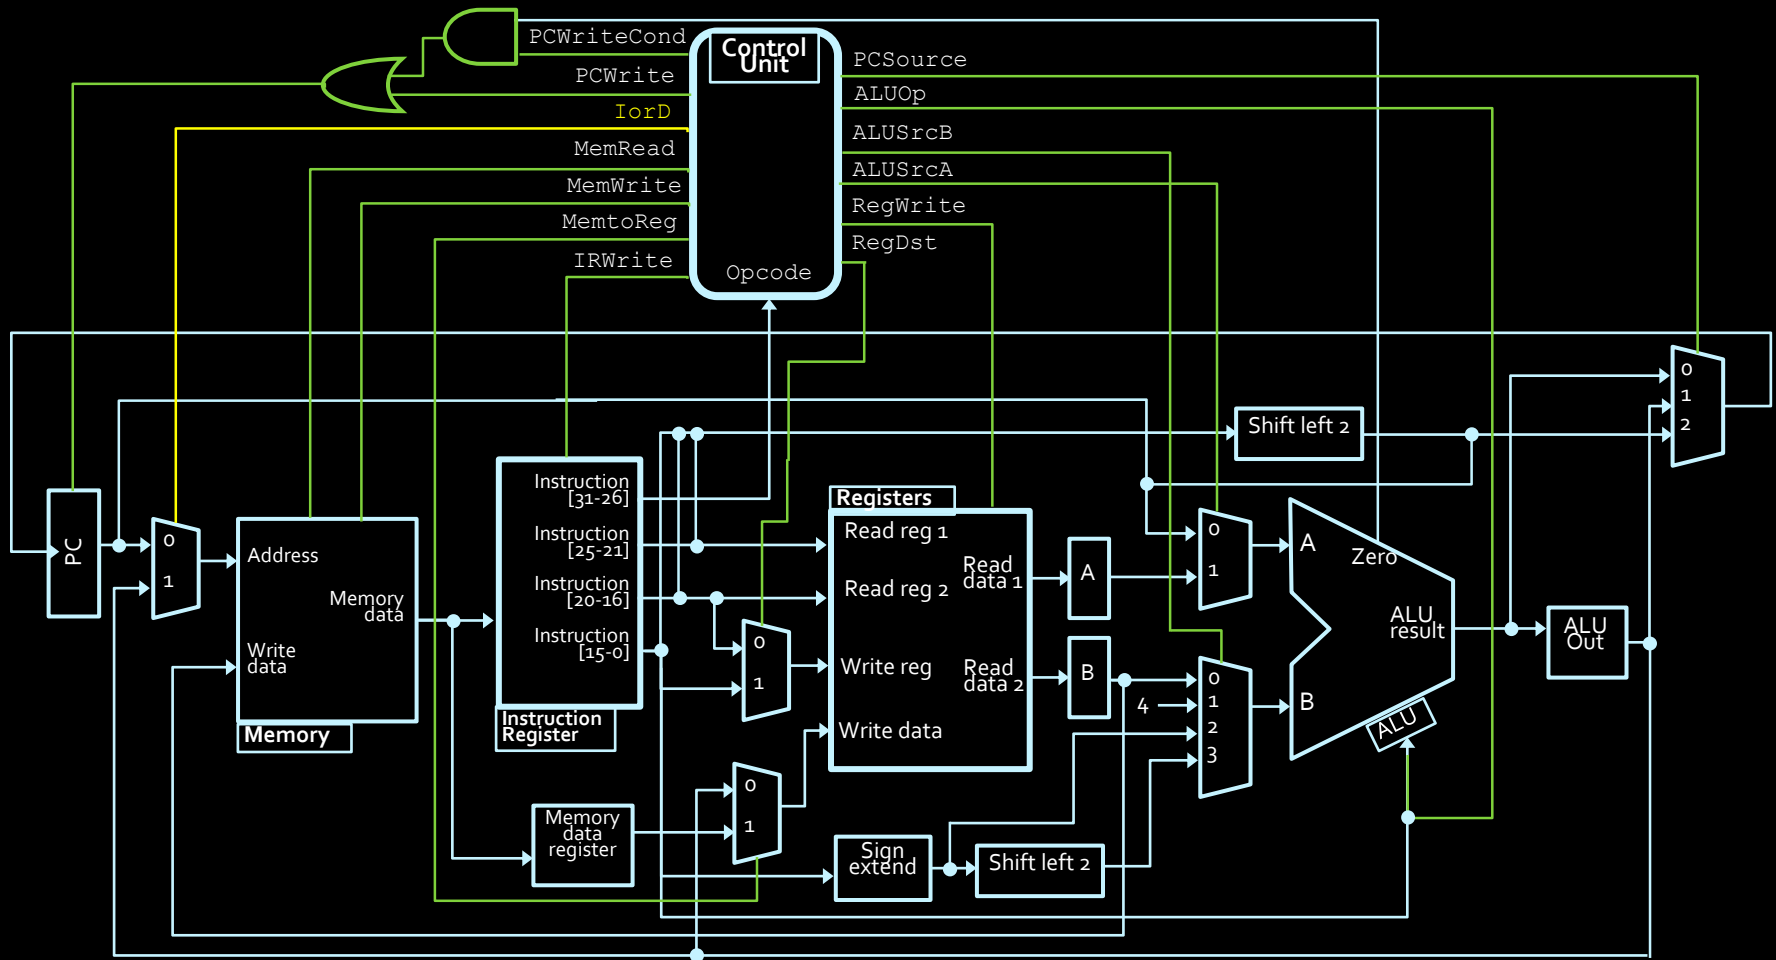 PCWriteCond
PCWrite
IorD
MemRead
MemWrite
MemtoReg
IRWrite
Control
Unit
Opcode
PCSource
ALUOp
ALUSrcB
ALUSrcA
RegWrite
RegDst
PC
0
1
Address
Memory
data
Write
data
Memory
Instruction
[31-26]
Instruction
[25-21]
Instruction
[20-16]
Instruction
[15-0]
Instruction
Register
0
1
Memory
data
register
0
1
Registers
Read reg 1
Read reg 2
Write reg
Write data
Read
data 1
Read
data 2
A
B
Sign
extend
Shift left 2
Shift left 2
0
1
4
0
1
2
3
A
B
Zero
ALU
result
ALU
ALU
Out
0
1
2